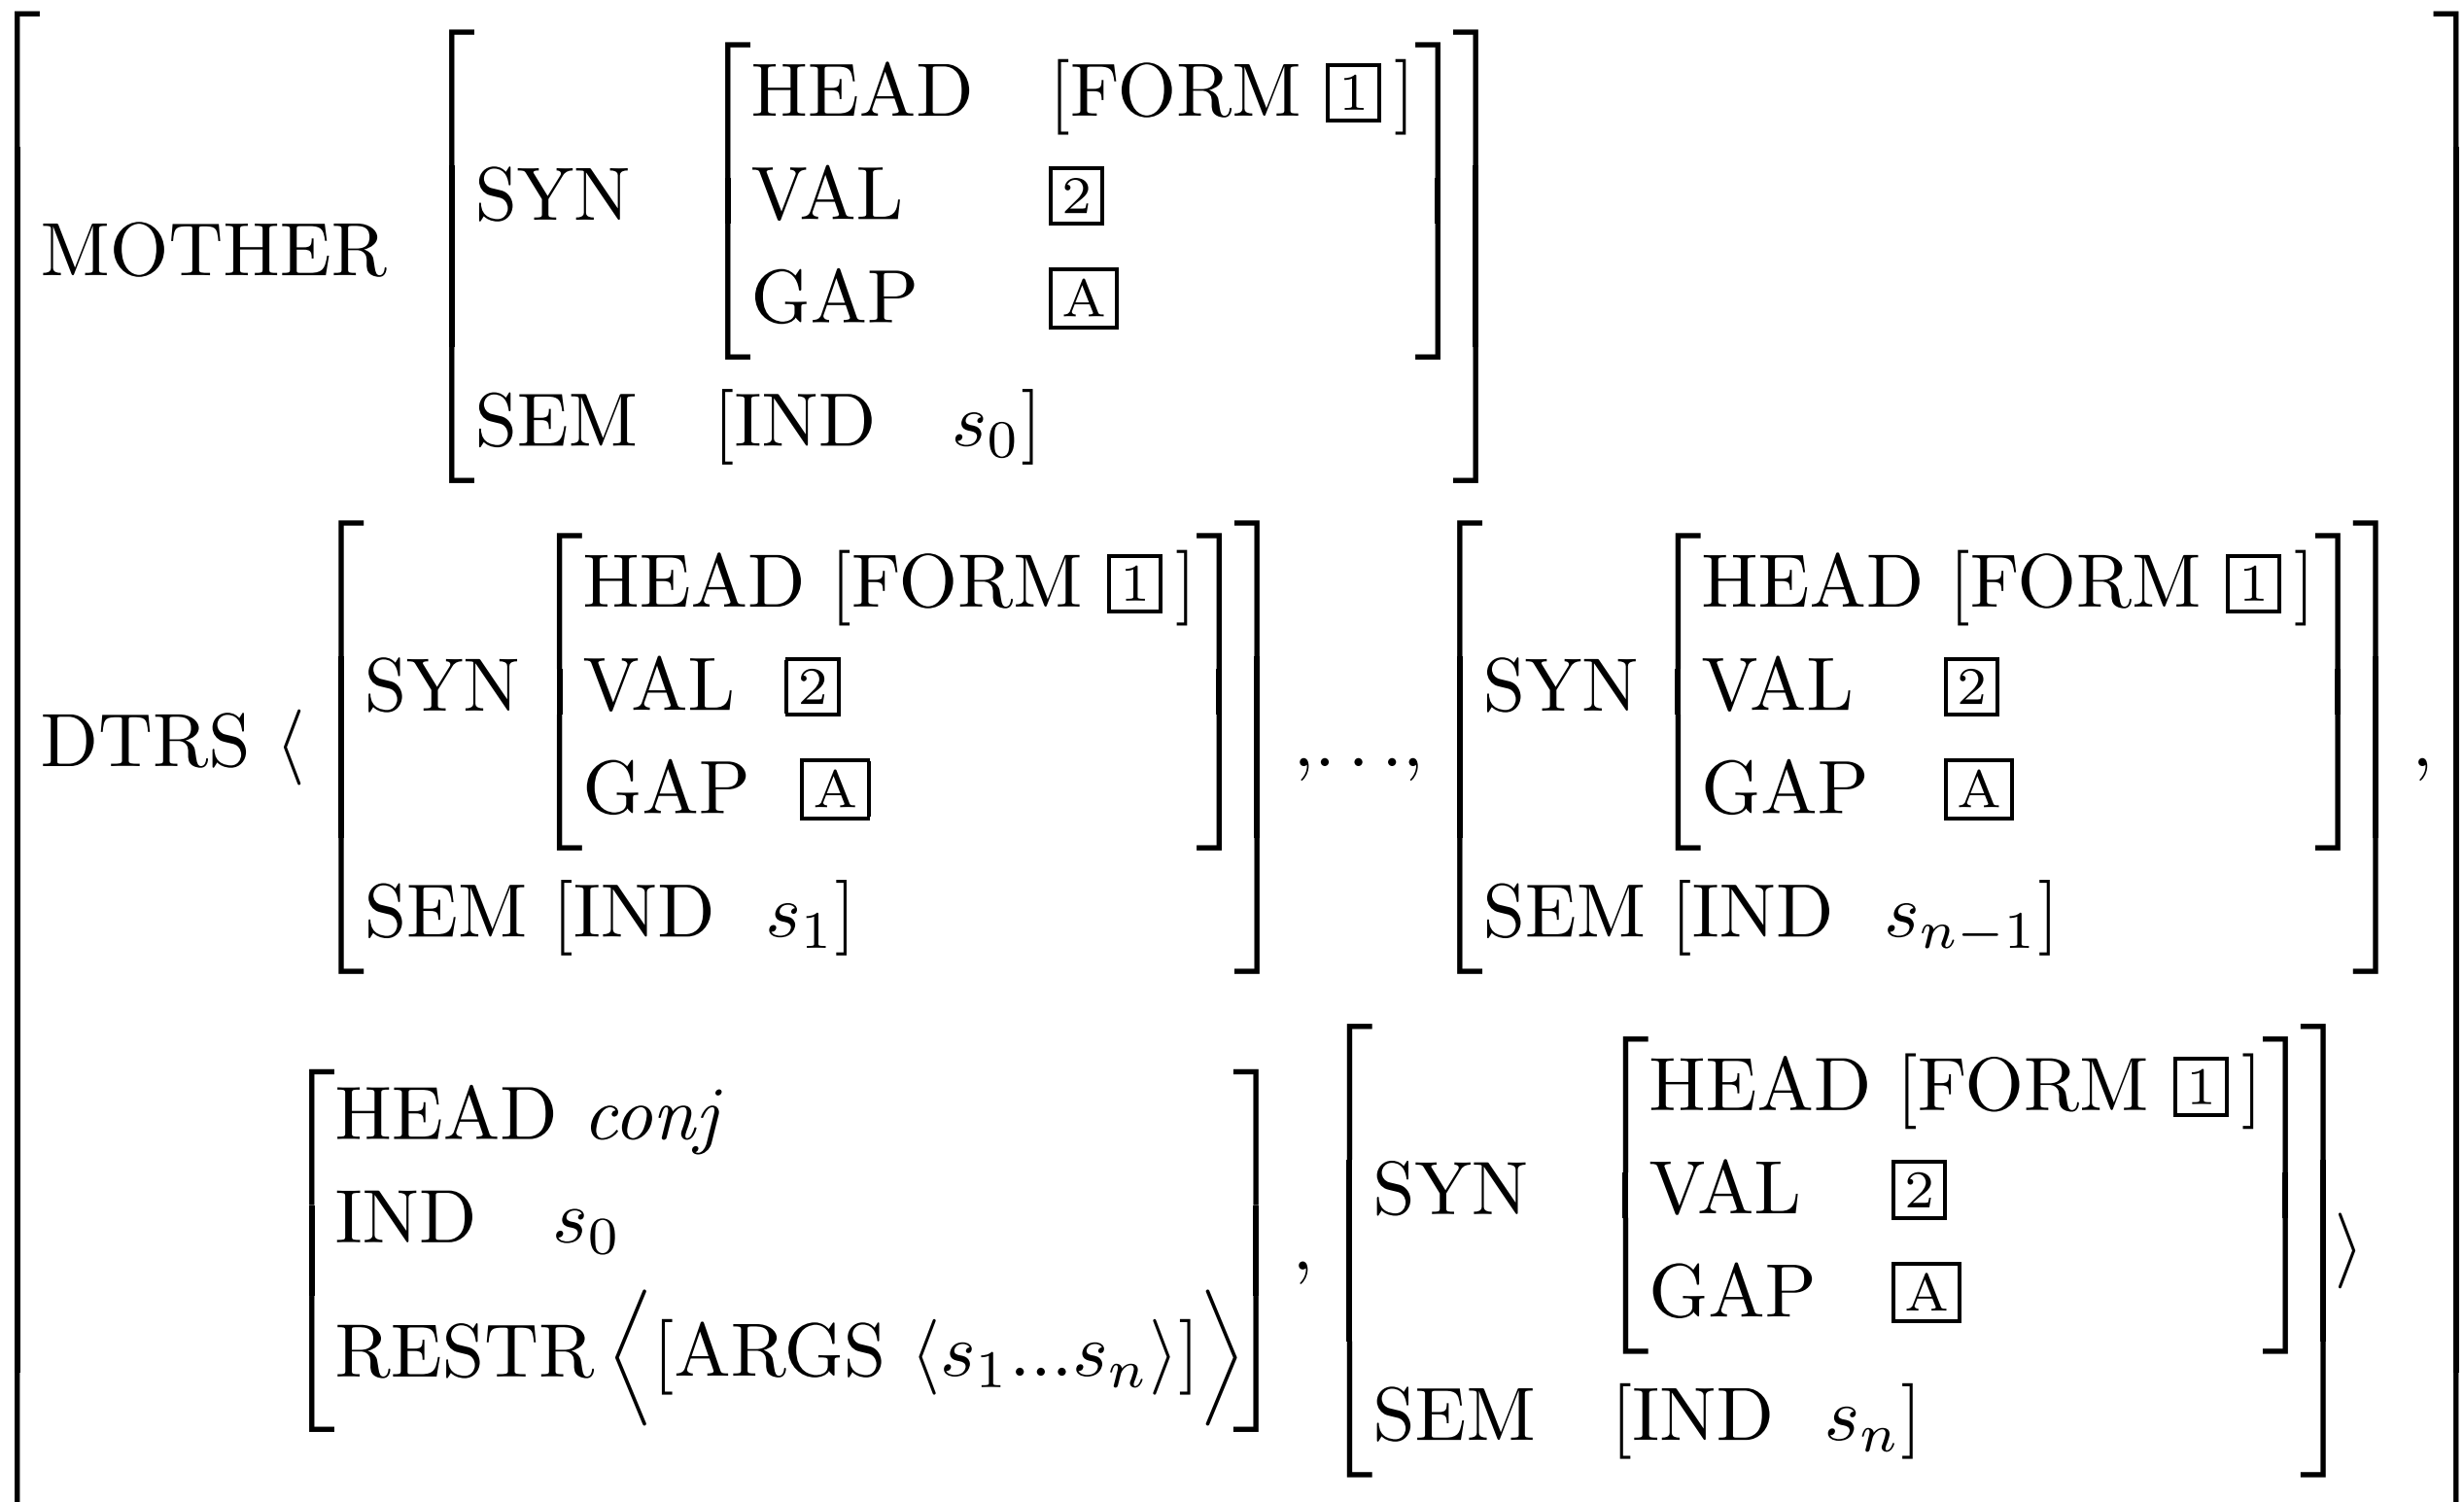 HEAD [FORM 1]
SYN VAL 2
MOTHER GAP A
SEM [IND s₀]
HEAD [FORM 1] HEAD [FORM 1]
SYN VAL 2 SYN VAL 2
DTRS ⟨ GAP A , . . . , GAP A ,
SEM [IND s₁] SEM [IND sₙ₋₁]
HEAD conj HEAD [FORM 1]
IND s₀ SYN VAL 2
, GAP A ⟩
RESTR ⟨[ARGS ⟨s₁...sₙ⟩]⟩
SEM [IND sₙ]